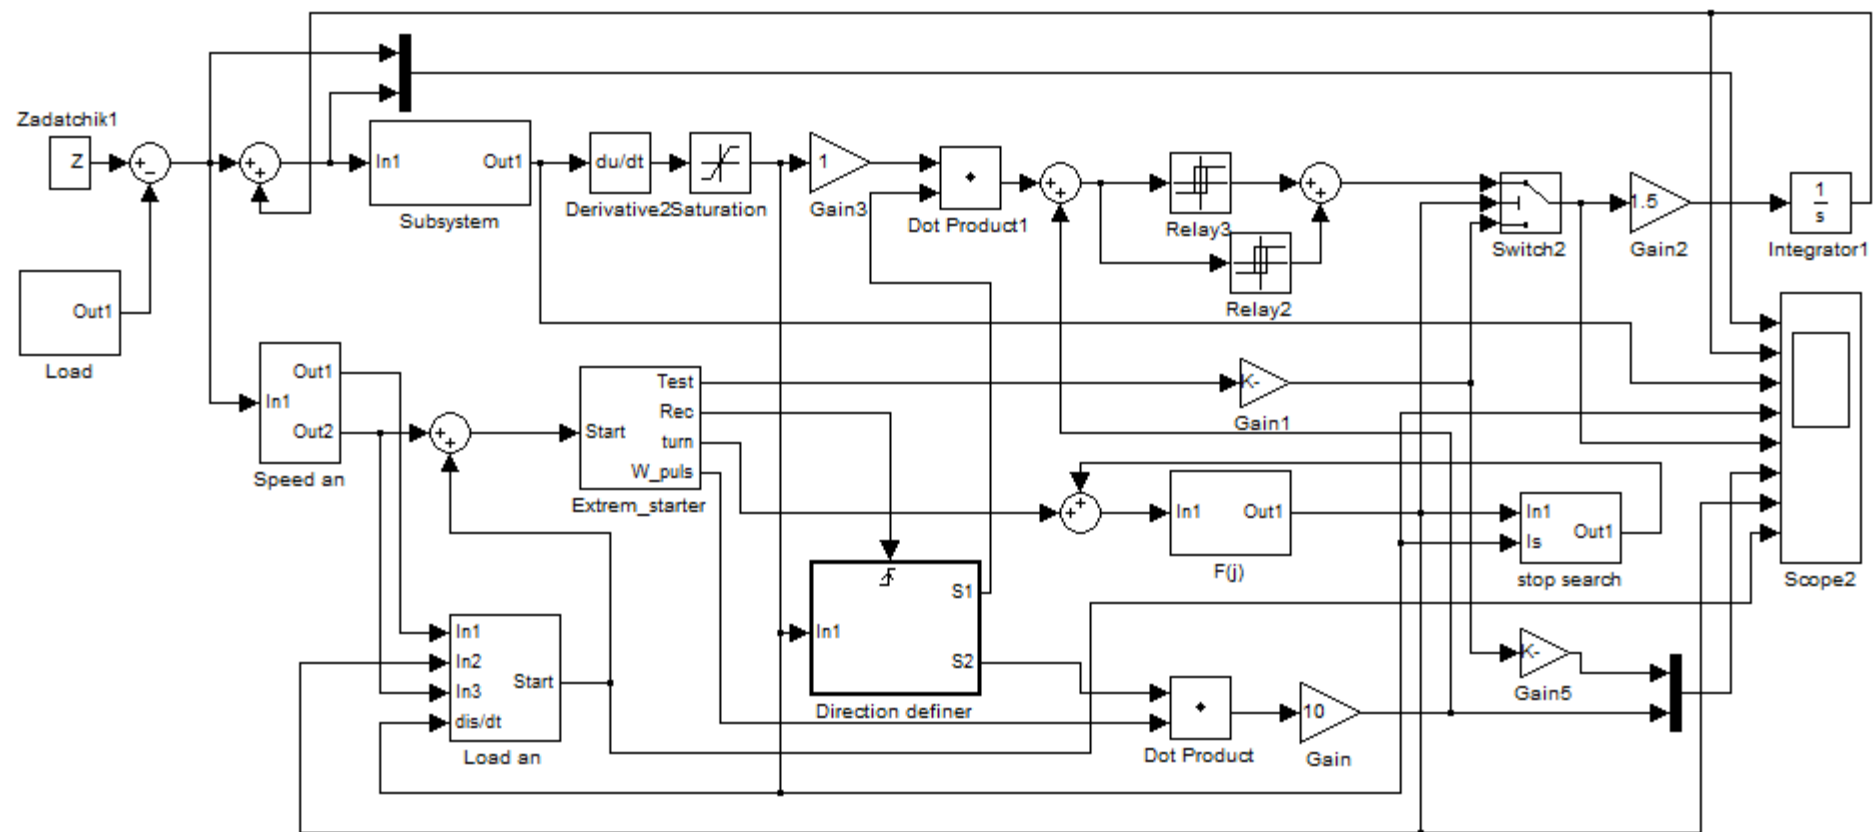 Zadatchik1
Z
+
−
+
+
In1
Out1
Subsystem
du/dt
Derivative2
Saturation
1
Gain3
Dot Product1
+
+
Relay3
Relay2
+
+
Switch2
1.5
Gain2
1
s
Integrator1
Out1
Load
In1
Out1
Out2
Speed an
+
+
Start
Test
Rec
turn
W_puls
Extrem_starter
K-
Gain1
+
+
In1
Out1
F(j)
In1
Is
Out1
stop search
Scope2
In1
In2
In3
dis/dt
Start
Load an
In1
S1
S2
Direction definer
Dot Product
10
Gain
K-
Gain5